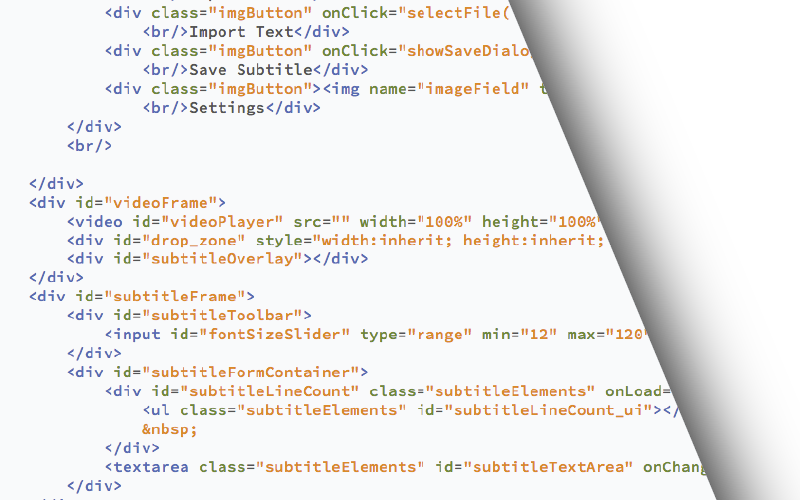 <div class="imgButton" onClick="selectFile(
<br/>Import Text</div>
<div class="imgButton" onClick="showSaveDialo
<br/>Save Subtitle</div>
<div class="imgButton"><img name="imageField" t
<br/>Settings</div>
</div>
<br/>
</div>
<div id="videoFrame">
<video id="videoPlayer" src="" width="100%" height="100%"
<div id="drop_zone" style="width:inherit; height:inherit;
<div id="subtitleOverlay"></div>
</div>
<div id="subtitleFrame">
<div id="subtitleToolbar">
<input id="fontSizeSlider" type="range" min="12" max="120"
</div>
<div id="subtitleFormContainer">
<div id="subtitleLineCount" class="subtitleElements" onLoad=
<ul class="subtitleElements" id="subtitleLineCount_ui"></
&nbsp;
</div>
<textarea class="subtitleElements" id="subtitleTextArea" onChang
</div>